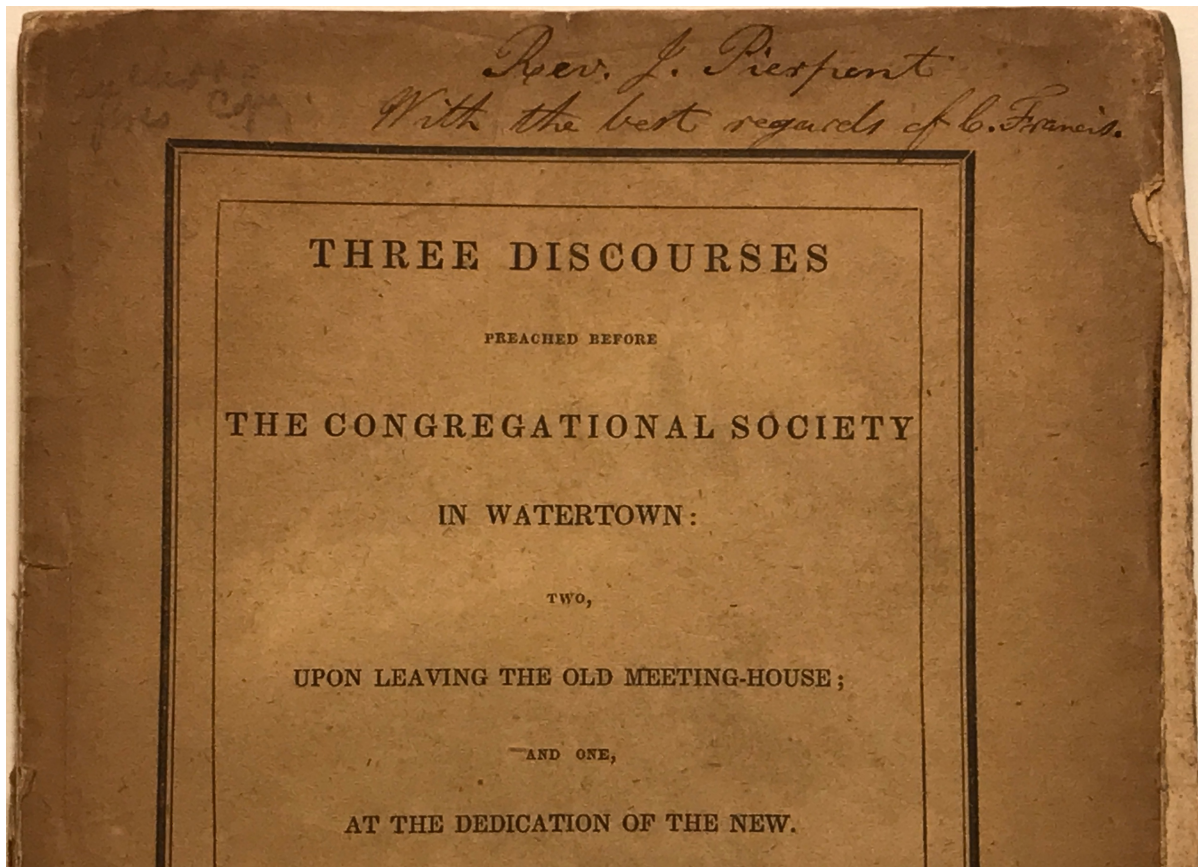 Rev. J. Pierpont
With the best regards of C. Francis.
Copy
THREE DISCOURSES
PREACHED BEFORE
THE CONGREGATIONAL SOCIETY
IN WATERTOWN:
TWO,
UPON LEAVING THE OLD MEETING-HOUSE;
AND ONE,
AT THE DEDICATION OF THE NEW.